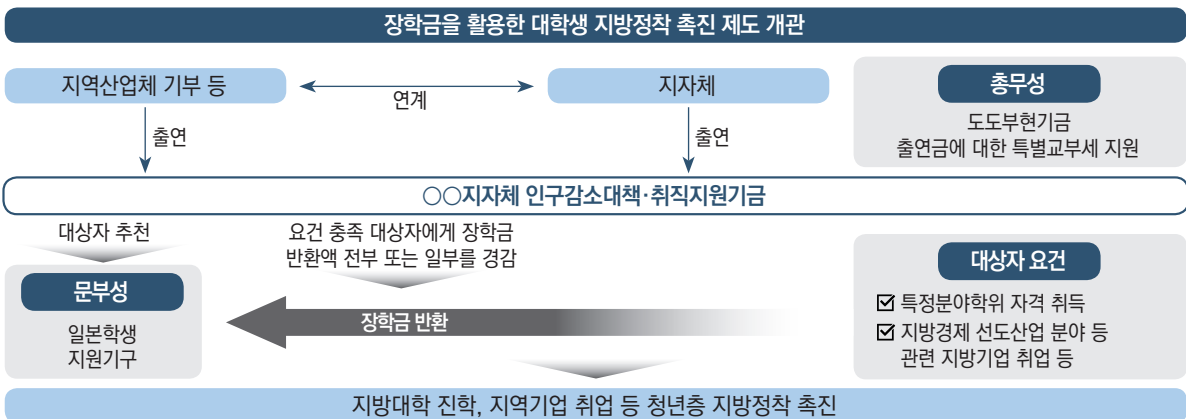 장학금을 활용한 대학생 지방정착 촉진 제도 개관
지역산업체 기부 등
연계
지자체
출연
출연
총무성
도도부현기금
출연금에 대한 특별교부세 지원
○○지자체 인구감소대책·취직지원기금
대상자 추천
요건 충족 대상자에게 장학금
반환액 전부 또는 일부를 경감
문부성
일본학생
지원기구
장학금 반환
대상자 요건
☑ 특정분야학위 자격 취득
☑ 지방경제 선도산업 분야 등
관련 지방기업 취업 등
지방대학 진학, 지역기업 취업 등 청년층 지방정착 촉진